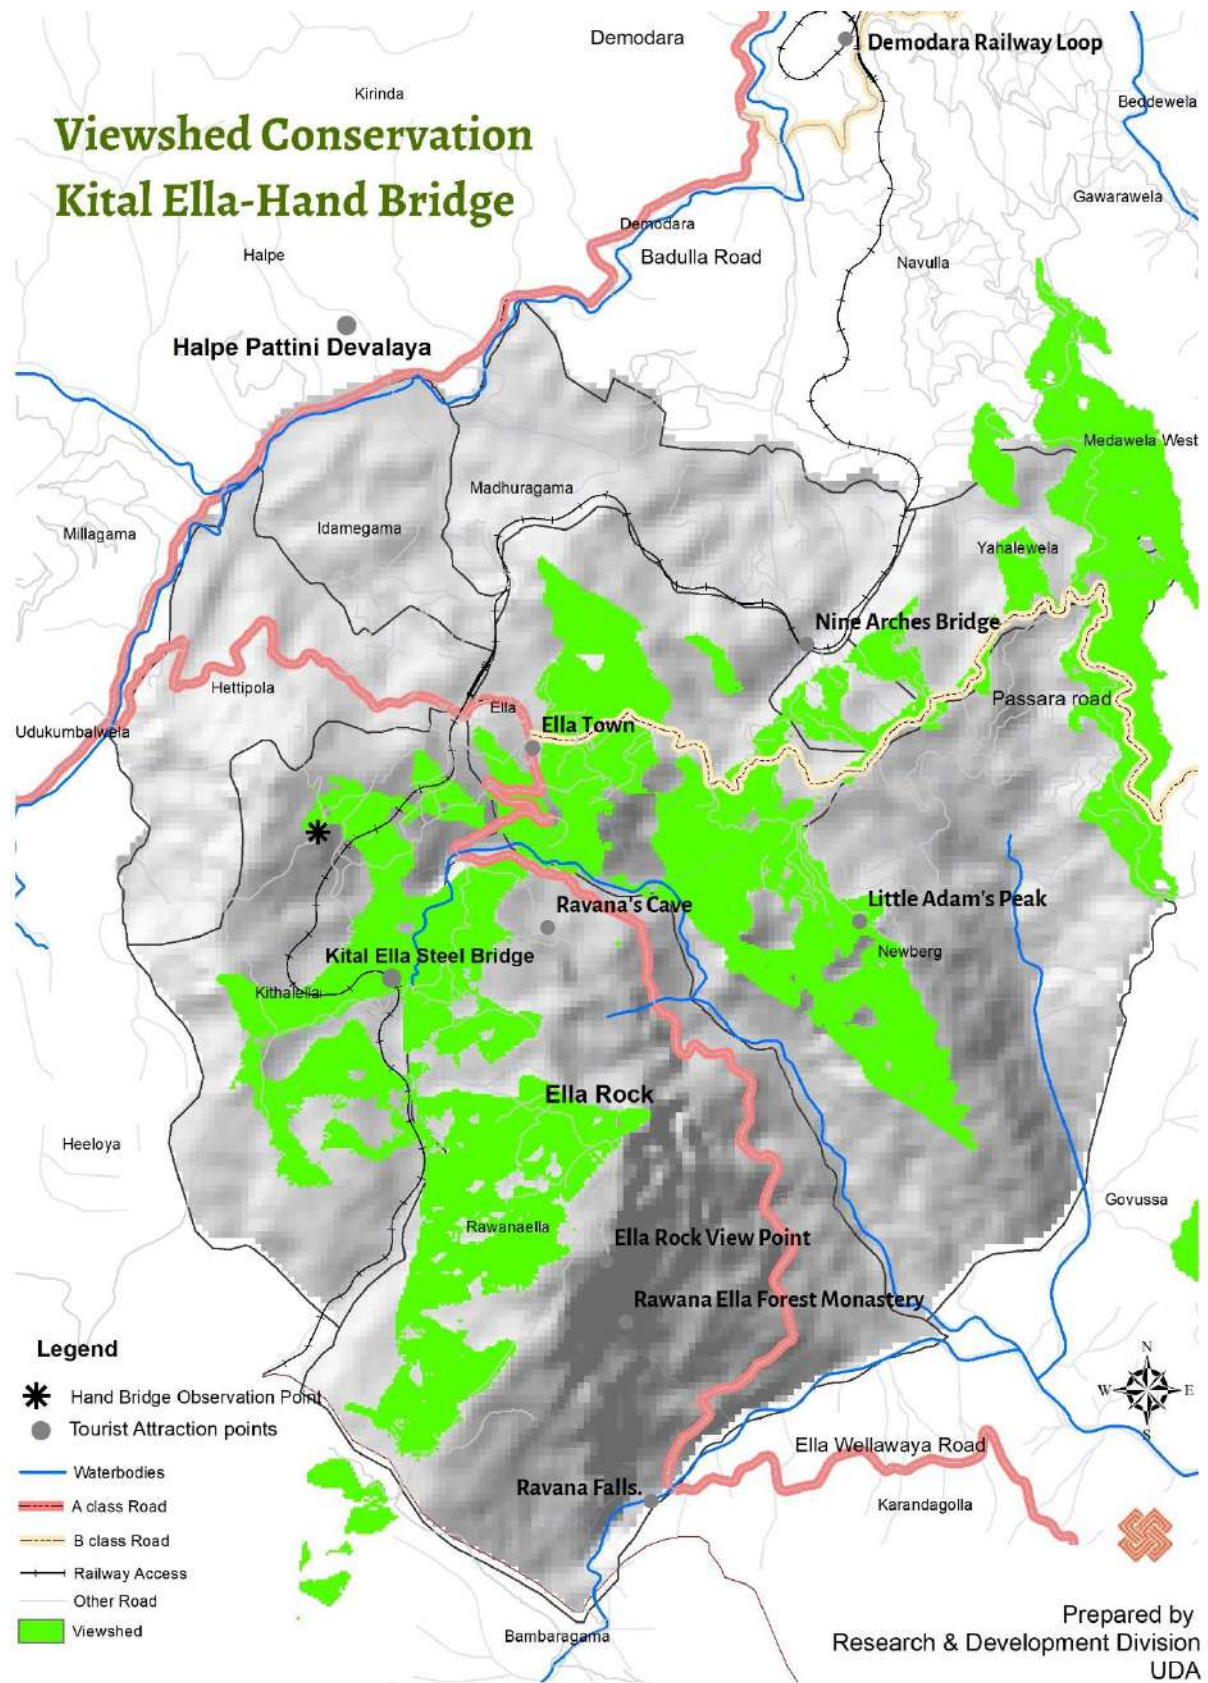 Demodara
Demodara Railway Loop
Kirinda
Beddewela
Viewshed Conservation
Kital Ella-Hand Bridge
Gawarawela
Demodara
Halpe
Badulla Road
Navulla
Halpe Pattini Devalaya
Medawela West
Madhuragama
Idamegama
Millagama
Yahalewela
Nine Arches Bridge
Hettipola
Passara road
Ella
Udukumbalwela
Ella Town
Little Adam's Peak
Ravana's Cave
Newberg
Kital Ella Steel Bridge
Kithalella
Ella Rock
Heeloya
Govussa
Rawanaella
Ella Rock View Point
Rawana Ella Forest Monastery
Legend
N
W
E
S
Hand Bridge Observation Point
Tourist Attraction points
Ella Wellawaya Road
Waterbodies
Ravana Falls.
A class Road
Karandagolla
B class Road
Railway Access
Other Road
Viewshed
Bambaragama
Prepared by
Research & Development Division
UDA